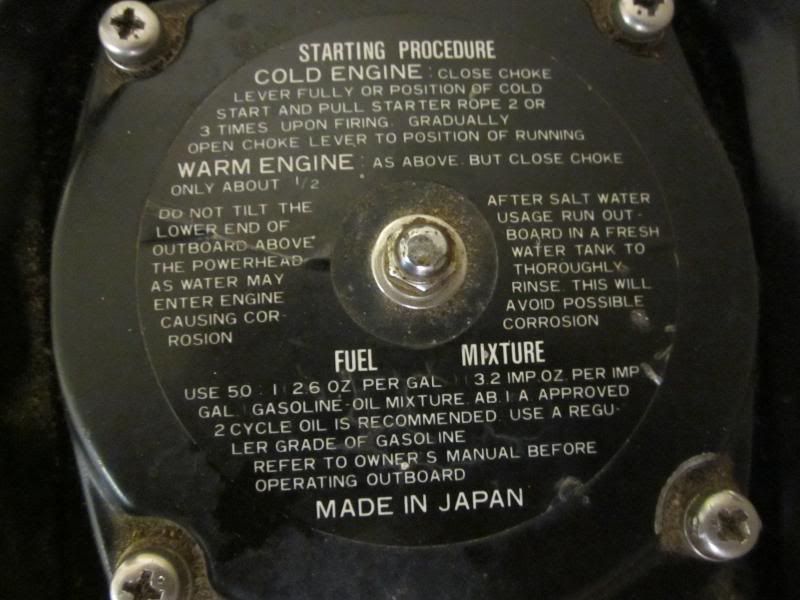 STARTING PROCEDURE
COLD ENGINE : CLOSE CHOKE
LEVER FULLY OR POSITION OF COLD
START AND PULL STARTER ROPE 2 OR
3 TIMES UPON FIRING. GRADUALLY
OPEN CHOKE LEVER TO POSITION OF RUNNING
WARM ENGINE : AS ABOVE. BUT CLOSE CHOKE
ONLY ABOUT 1/2
DO NOT TILT THE
LOWER END OF
OUTBOARD ABOVE
THE POWERHEAD
AS WATER MAY
ENTER ENGINE
CAUSING COR-
ROSION
AFTER SALT WATER
USAGE RUN OUT-
BOARD IN A FRESH
WATER TANK TO
THOROUGHLY
RINSE. THIS WILL
AVOID POSSIBLE
CORROSION
FUEL MIXTURE
USE 50 : 1 (2.6 OZ. PER GAL.) (3.2 IMP.OZ. PER IMP
GAL.) GASOLINE-OIL MIXTURE. A.B.I.A. APPROVED
2 CYCLE OIL IS RECOMMENDED. USE A REGU-
LER GRADE OF GASOLINE
REFER TO OWNER'S MANUAL BEFORE
OPERATING OUTBOARD
MADE IN JAPAN